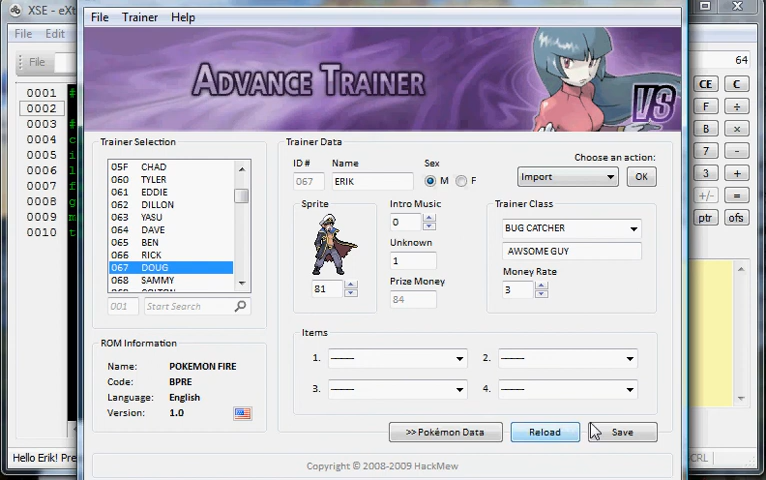 XSE - eXt
File Edit
File
0001 #
0002
0003 #
0004 c
0005 i
0006 l
0007 f
0008 g
0009 m
0010 t
Hello Erik! Pre
File Trainer Help
ADVANCE TRAINER
VS
Trainer Selection
05F CHAD
060 TYLER
061 EDDIE
062 DILLON
063 YASU
064 DAVE
065 BEN
066 RICK
067 DOUG
068 SAMMY
001 Start Search
ROM Information
Name: POKEMON FIRE
Code: BPRE
Language: English
Version: 1.0
Trainer Data
ID # Name Sex
067 ERIK M F
Choose an action:
Import OK
Sprite
81
Intro Music
0
Unknown
1
Prize Money
84
Trainer Class
BUG CATCHER
AWSOME GUY
Money Rate
3
Items
1. 2.
3. 4.
>> Pokémon Data Reload Save
Copyright © 2008-2009 HackMew
64
CE C
F ÷
B ×
7 -
3 +
+/- =
ptr ofs
CRL